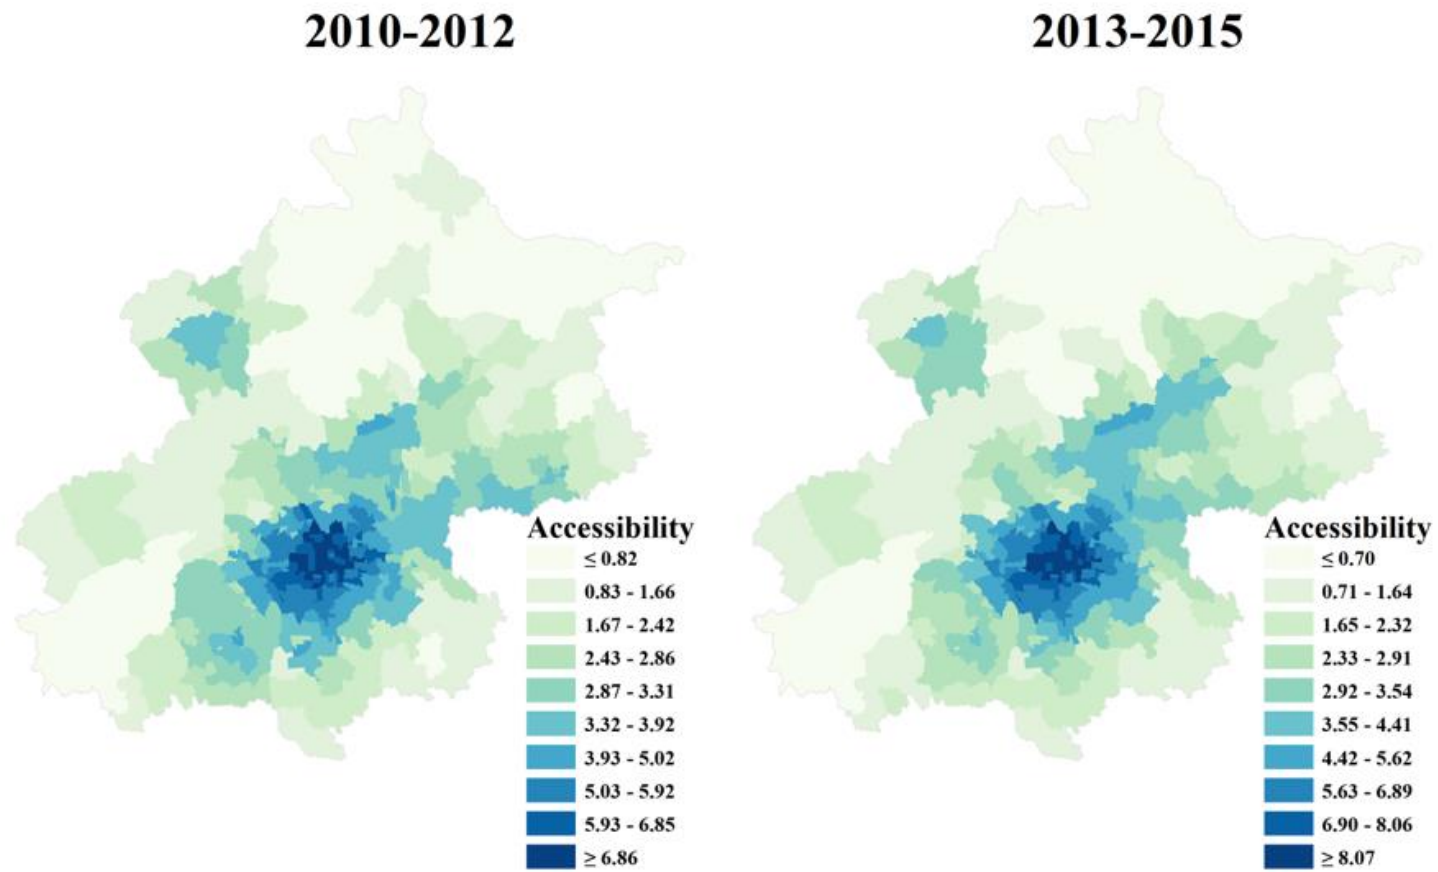 2010-2012
2013-2015
Accessibility
≤ 0.82
0.83 - 1.66
1.67 - 2.42
2.43 - 2.86
2.87 - 3.31
3.32 - 3.92
3.93 - 5.02
5.03 - 5.92
5.93 - 6.85
≥ 6.86
Accessibility
≤ 0.70
0.71 - 1.64
1.65 - 2.32
2.33 - 2.91
2.92 - 3.54
3.55 - 4.41
4.42 - 5.62
5.63 - 6.89
6.90 - 8.06
≥ 8.07